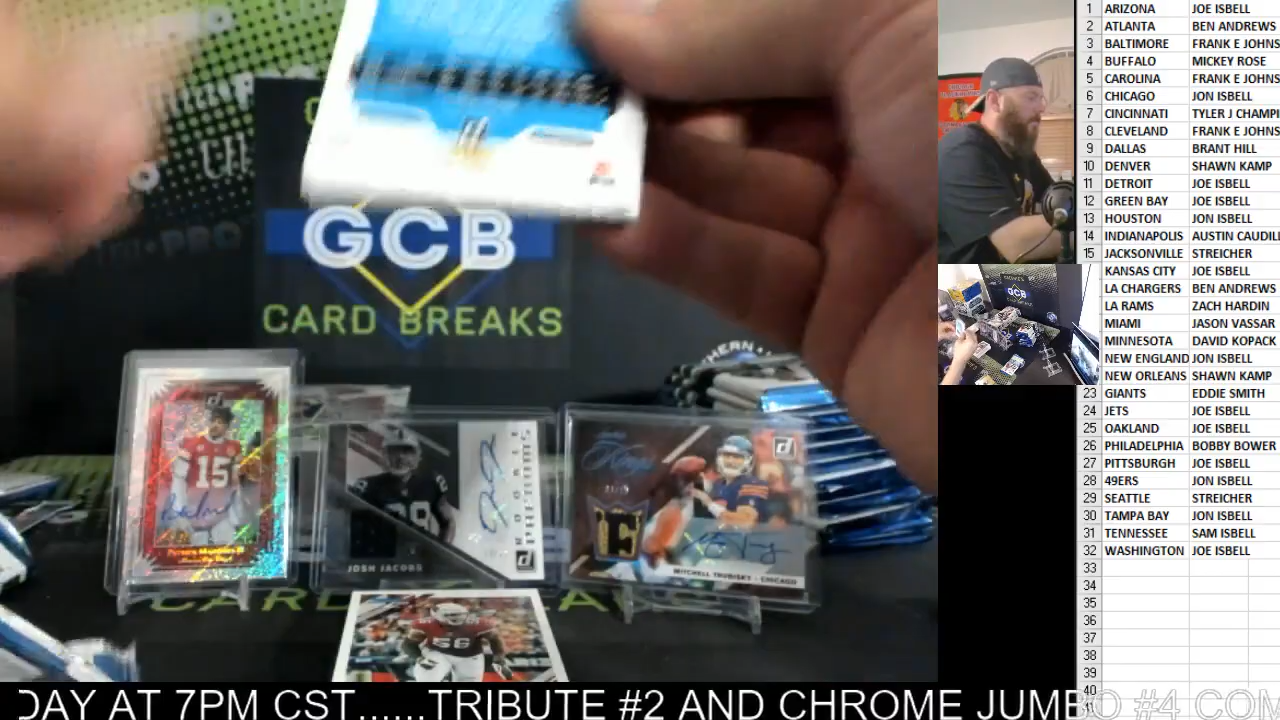 GCB
CARD BREAKS
15
JOSH JACOBS
MITCHELL TRUBISKY - CHICAGO
56
GCB
1 ARIZONA JOE ISBELL
2 ATLANTA BEN ANDREWS
3 BALTIMORE FRANK E JOHNS
4 BUFFALO MICKEY ROSE
5 CAROLINA FRANK E JOHNS
6 CHICAGO JON ISBELL
7 CINCINNATI TYLER J CHAMPI
8 CLEVELAND FRANK E JOHNS
9 DALLAS BRANT HILL
10 DENVER SHAWN KAMP
11 DETROIT JOE ISBELL
12 GREEN BAY JOE ISBELL
13 HOUSTON JON ISBELL
14 INDIANAPOLIS AUSTIN CAUDILL
15 JACKSONVILLE STREICHER
KANSAS CITY JOE ISBELL
LA CHARGERS BEN ANDREWS
LA RAMS ZACH HARDIN
MIAMI JASON VASSAR
MINNESOTA DAVID KOPACK
NEW ENGLAND JON ISBELL
NEW ORLEANS SHAWN KAMP
23 GIANTS EDDIE SMITH
24 JETS JOE ISBELL
25 OAKLAND JOE ISBELL
26 PHILADELPHIA BOBBY BOWER
27 PITTSBURGH JOE ISBELL
28 49ERS JON ISBELL
29 SEATTLE STREICHER
30 TAMPA BAY JON ISBELL
31 TENNESSEE SAM ISBELL
32 WASHINGTON JOE ISBELL
33
34
35
36
37
38
39
40
DAY AT 7PM CST...... TRIBUTE #2 AND CHROME JUMBO #4 COM